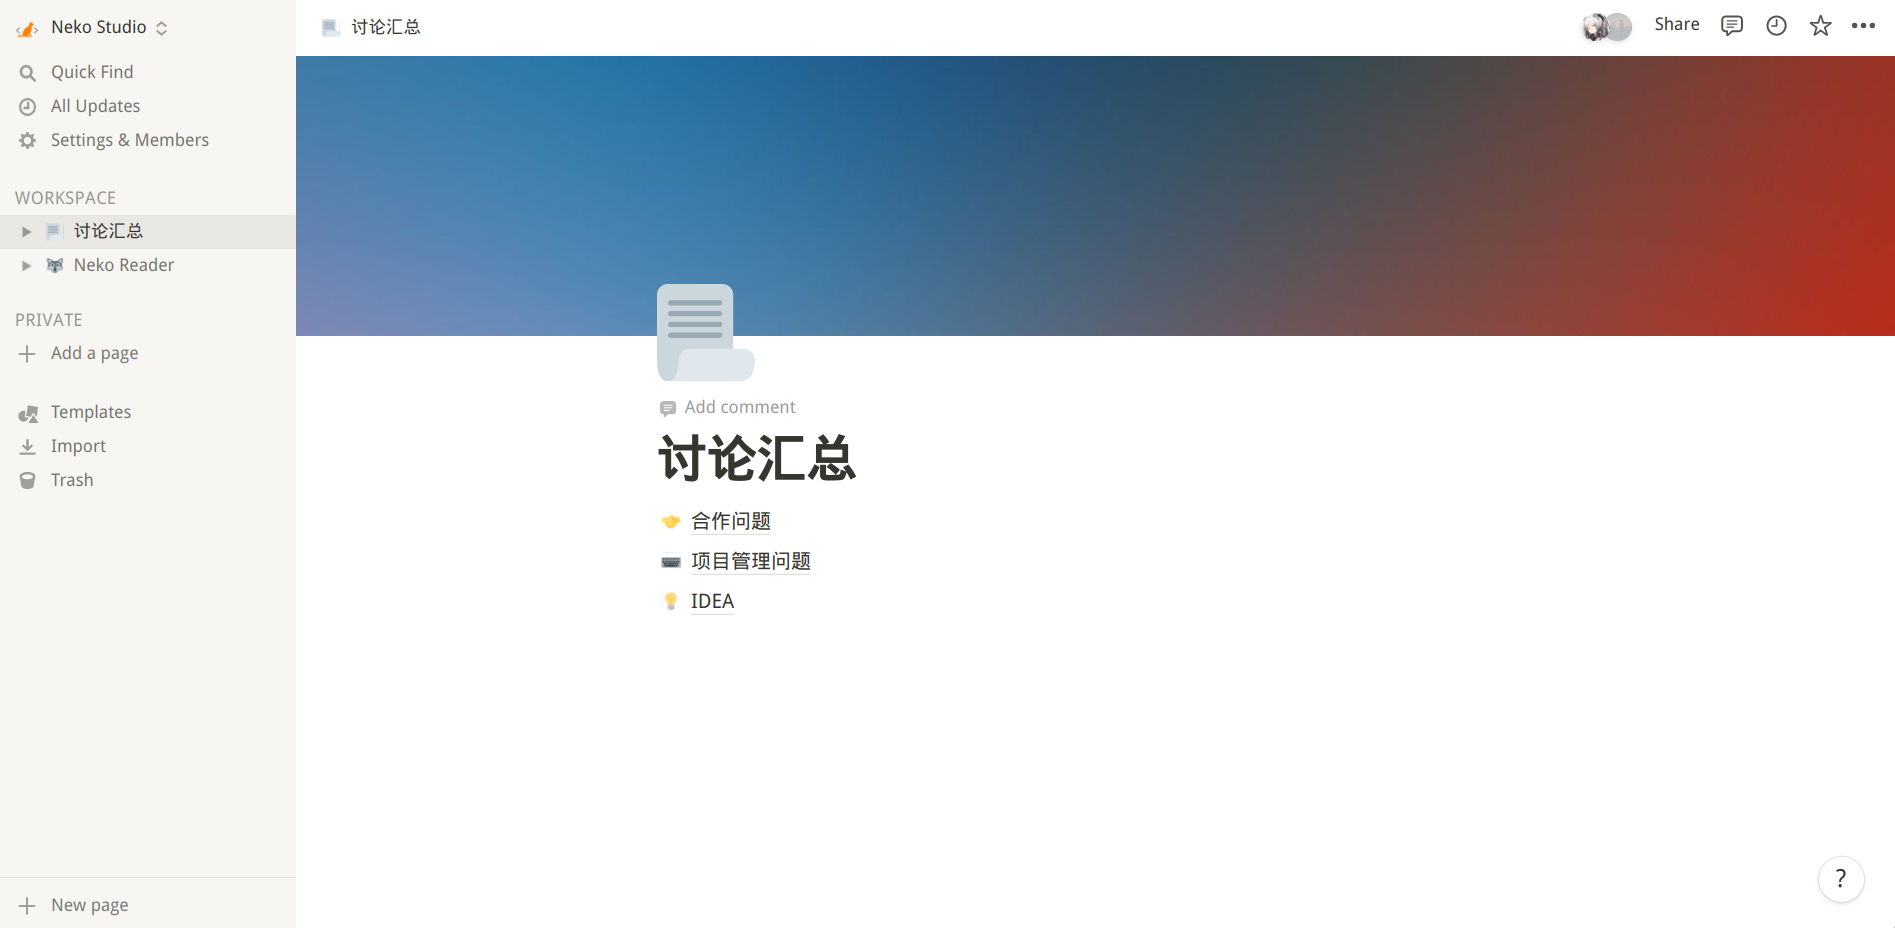 Neko Studio
Quick Find
All Updates
Settings & Members
WORKSPACE
讨论汇总
Neko Reader
PRIVATE
Add a page
Templates
Import
Trash
New page
讨论汇总
Share
Add comment
讨论汇总
合作问题
项目管理问题
IDEA
?